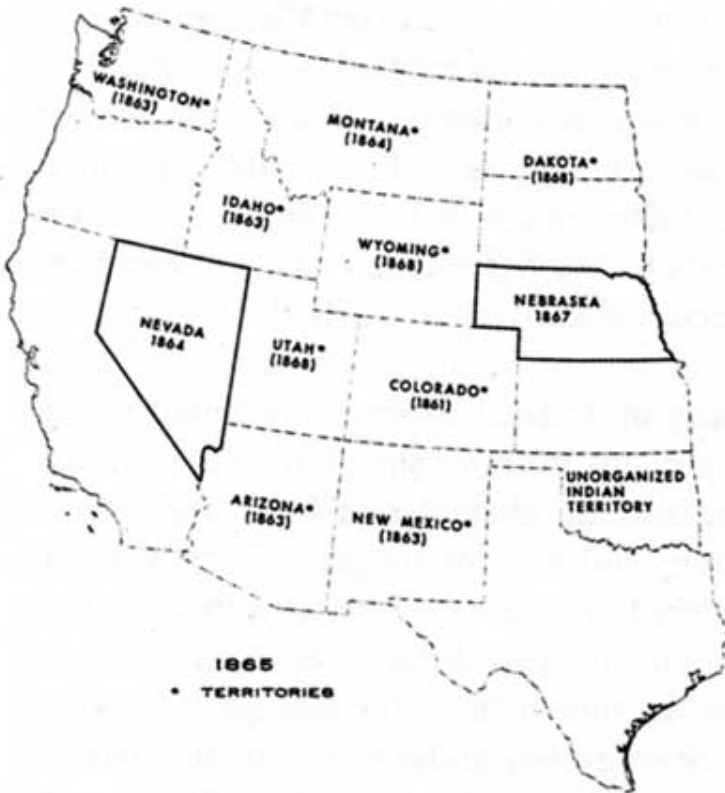 WASHINGTON*
(1863)
MONTANA*
(1864)
DAKOTA*
(1868)
IDAHO*
(1863)
WYOMING*
(1868)
NEBRASKA
1867
NEVADA
1864
UTAH*
(1868)
COLORADO*
(1861)
UNORGANIZED
INDIAN
TERRITORY
ARIZONA*
(1863)
NEW MEXICO*
(1863)
1865
* TERRITORIES